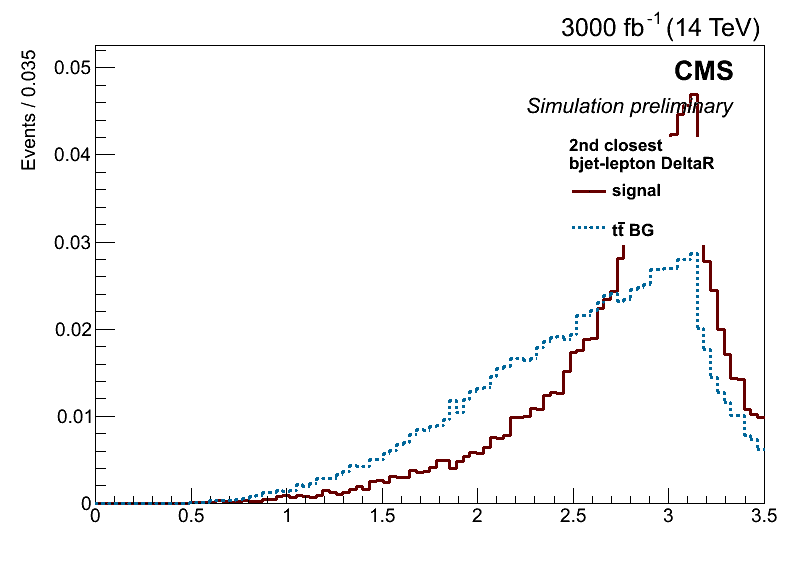 3000 fb⁻¹ (14 TeV)
Events / 0.035
0.05
CMS
Simulation preliminary
0.04
2nd closest
bjet-lepton DeltaR
signal
tt̄ BG
0.03
0.02
0.01
0
0 0.5 1 1.5 2 2.5 3 3.5